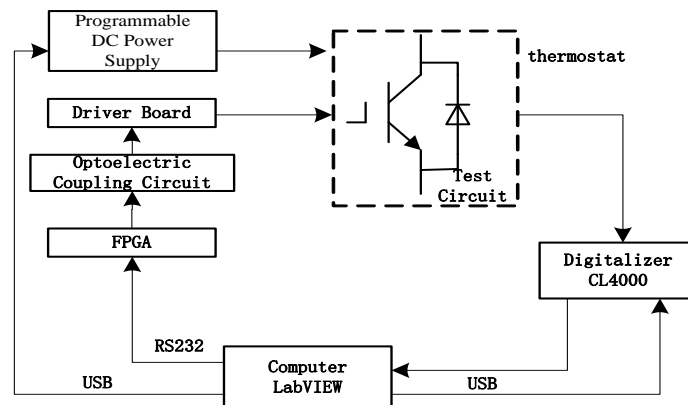 Programmable
DC Power
Supply
thermostat
Driver Board
Optoelectric
Coupling Circuit
Test
Circuit
FPGA
Digitalizer
CL4000
RS232
Computer
LabVIEW
USB
USB